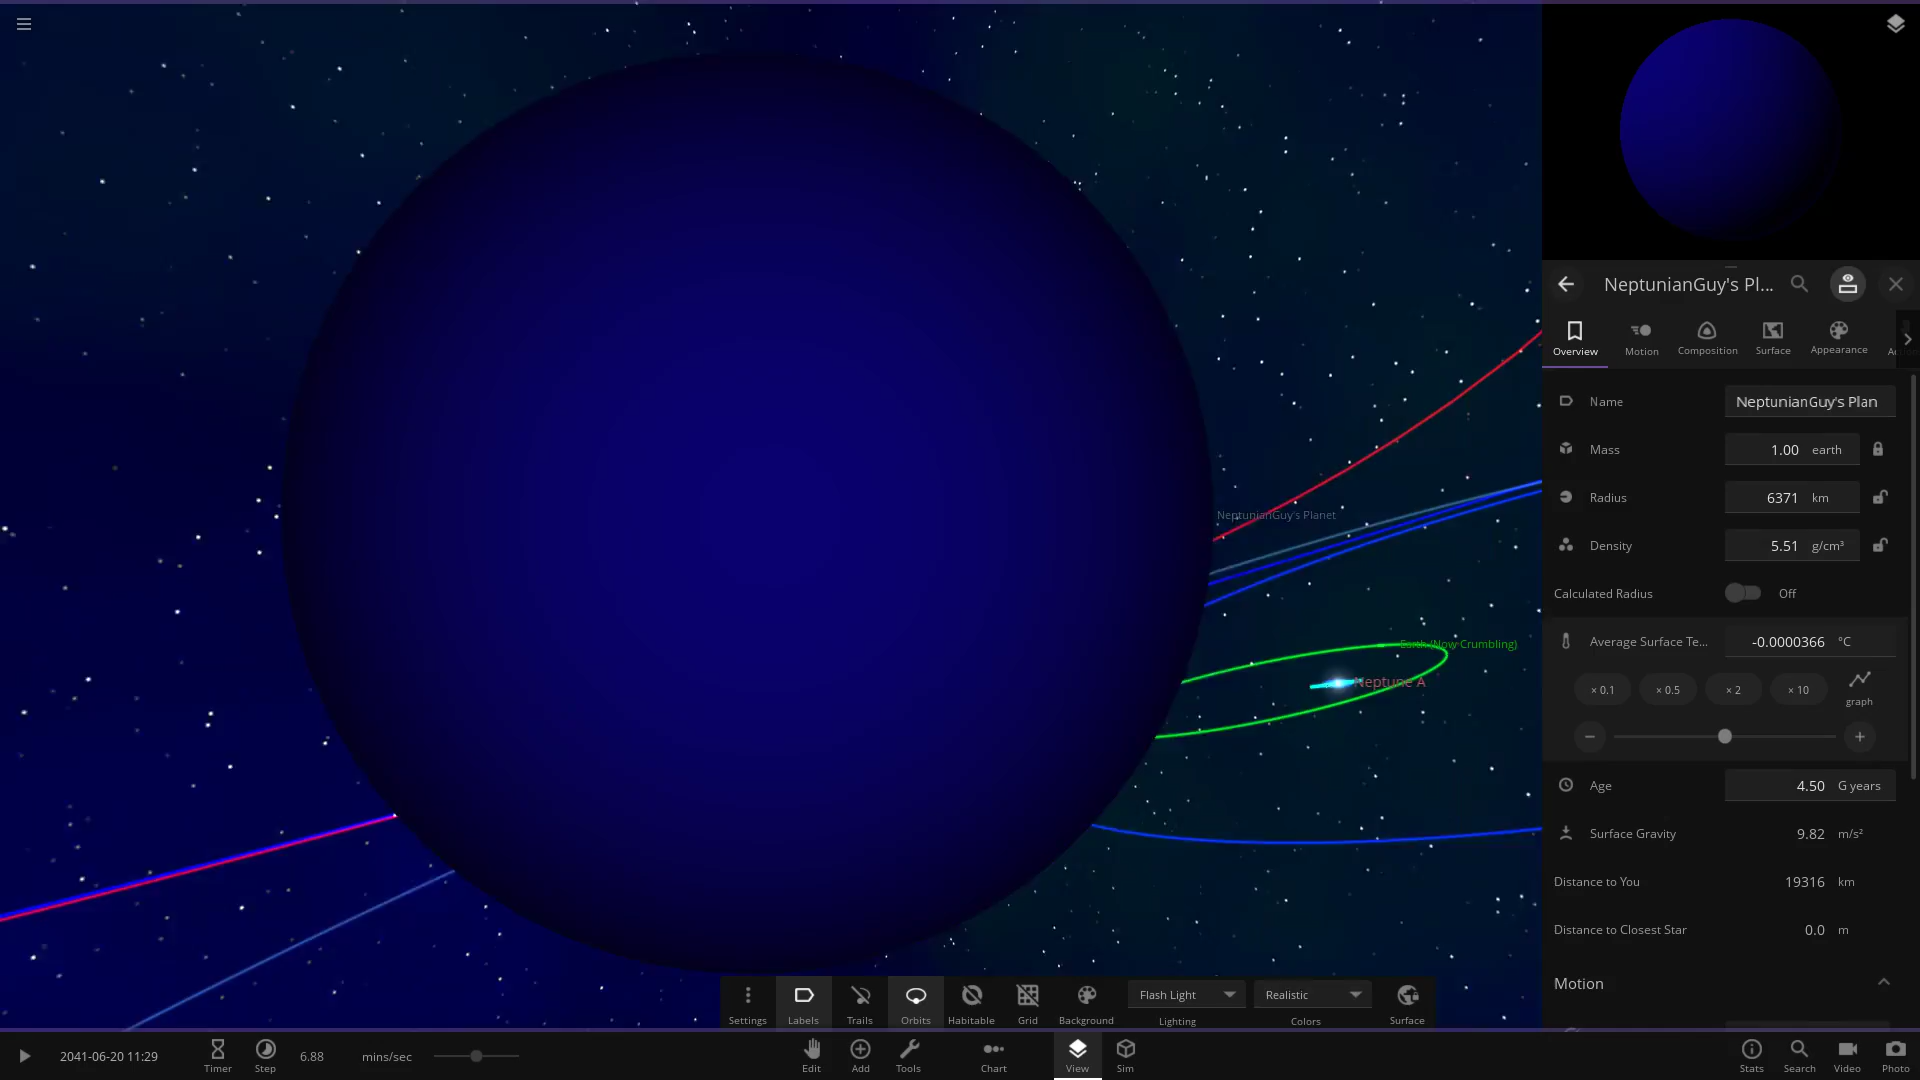 NeptunianGuy's Pl...
Overview
Motion
Composition
Surface
Appearance
Name
NeptunianGuy's Plan
Mass
1.00 earth
Radius
6371 km
Density
5.51 g/cm³
Calculated Radius
Off
Average Surface Te...
-0.0000366 °C
× 0.1
× 0.5
× 2
× 10
graph
Age
4.50 G years
Surface Gravity
9.82 m/s²
Distance to You
19316 km
Distance to Closest Star
0.0 m
Motion
NeptunianGuy's Planet
Earth (Now Crumbling)
Neptune A
Settings
Labels
Trails
Orbits
Habitable
Grid
Background
Flash Light
Lighting
Realistic
Colors
Surface
2041-06-20 11:29
Timer
Step
6.88 mins/sec
Edit
Add
Tools
Chart
View
Sim
Stats
Search
Video
Photo